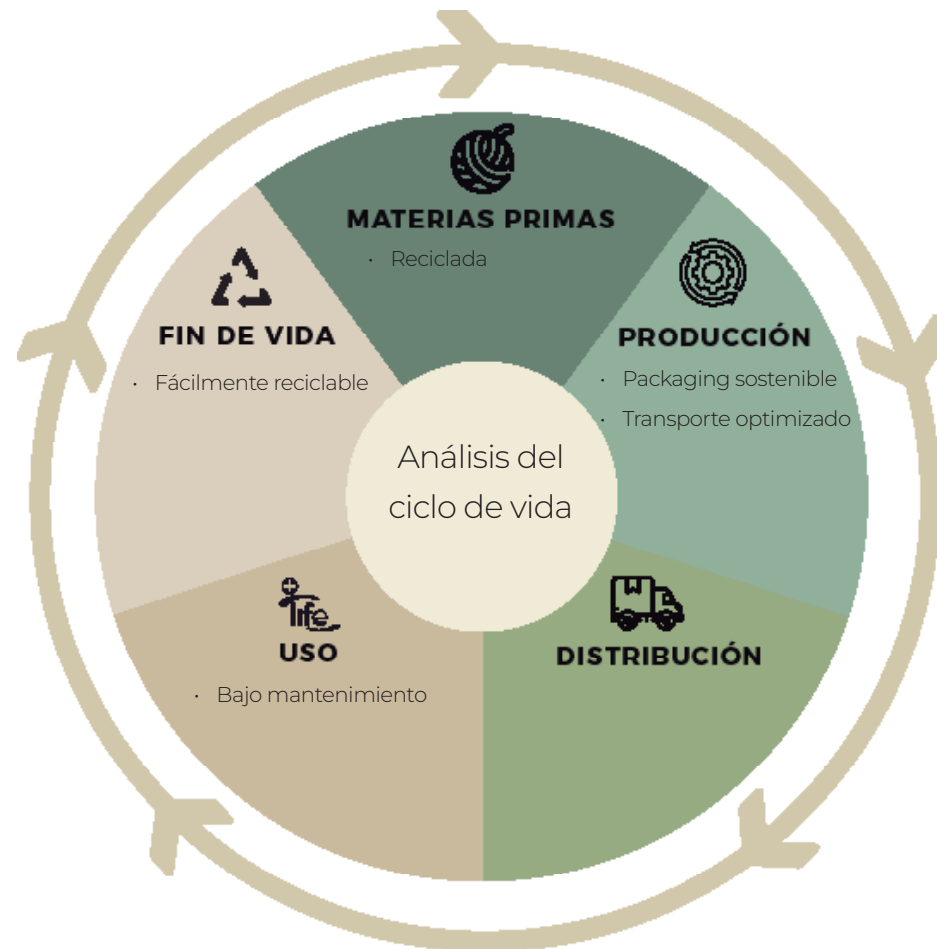 MATERIAS PRIMAS
· Reciclada
PRODUCCIÓN
· Packaging sostenible
· Transporte optimizado
DISTRIBUCIÓN
life
USO
· Bajo mantenimiento
FIN DE VIDA
· Fácilmente reciclable
Análisis del
ciclo de vida